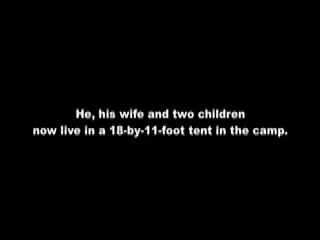 He, his wife and two children
now live in a 18-by-11-foot tent in the camp.